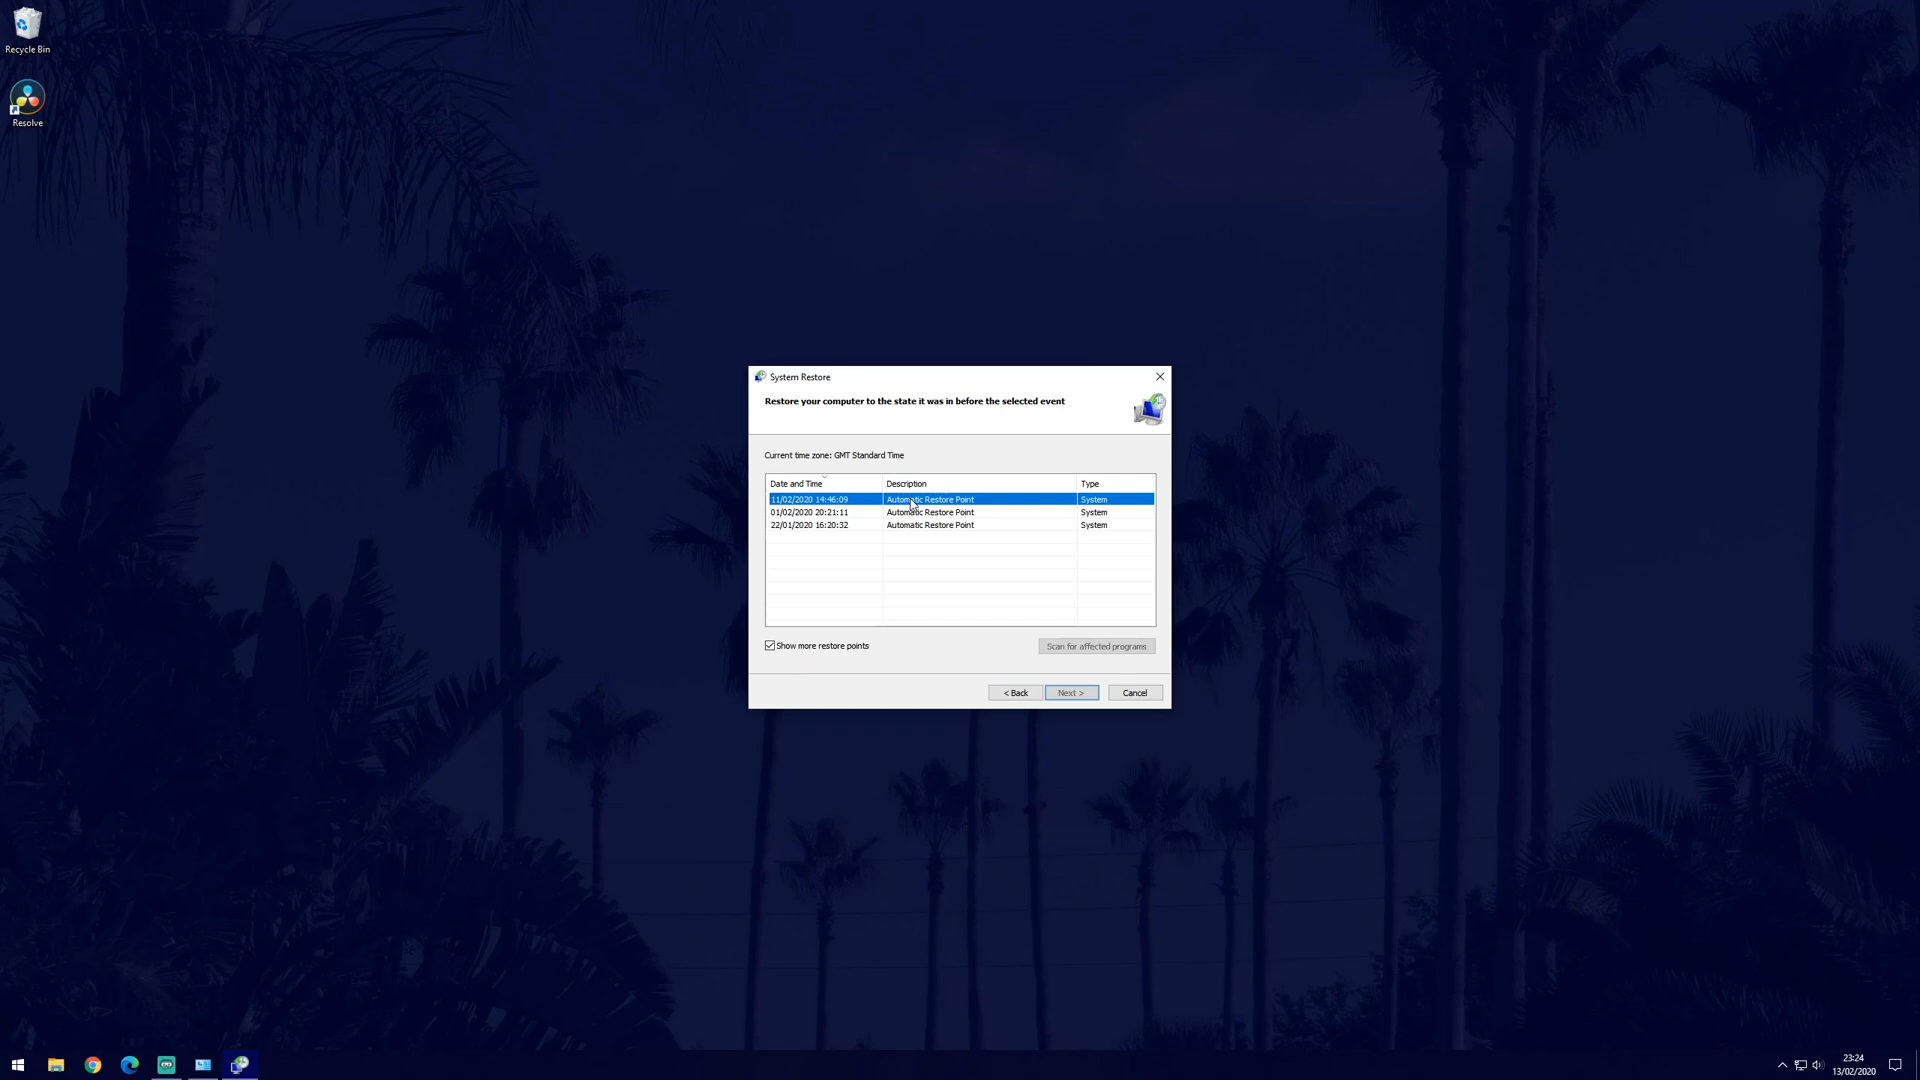 Recycle Bin
Resolve
System Restore
Restore your computer to the state it was in before the selected event
Current time zone: GMT Standard Time
Date and Time Description Type
11/02/2020 14:46:09 Automatic Restore Point System
01/02/2020 20:21:11 Automatic Restore Point System
22/01/2020 16:20:32 Automatic Restore Point System
Show more restore points Scan for affected programs
< Back Next > Cancel
23:24
13/02/2020